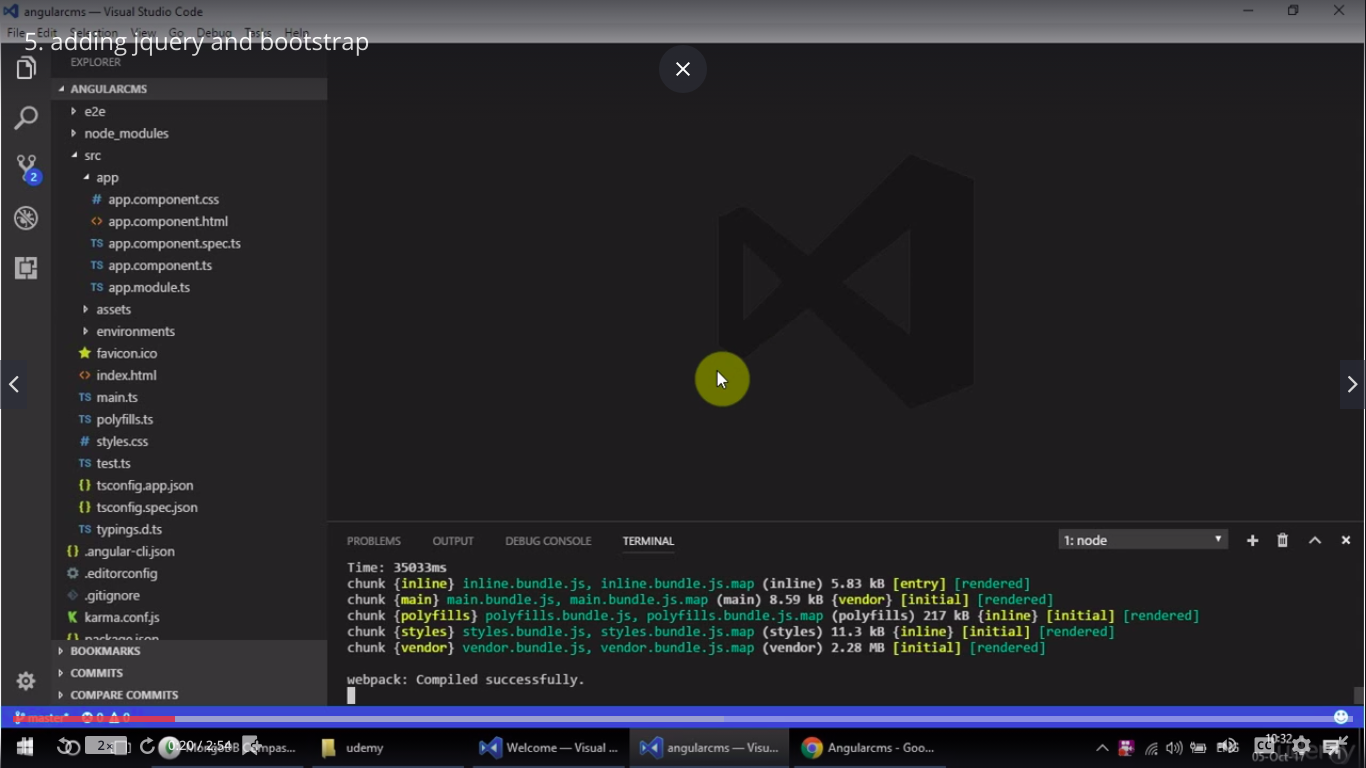 angularcms — Visual Studio Code
File Edit Selection View Go Debug Tasks Help
5. adding jquery and bootstrap
EXPLORER
ANGULARCMS
e2e
node_modules
src
app
# app.component.css
<> app.component.html
TS app.component.spec.ts
TS app.component.ts
TS app.module.ts
assets
environments
favicon.ico
<> index.html
TS main.ts
TS polyfills.ts
# styles.css
TS test.ts
{} tsconfig.app.json
{} tsconfig.spec.json
TS typings.d.ts
{} .angular-cli.json
.editorconfig
.gitignore
karma.conf.js
{} package.json
BOOKMARKS
COMMITS
COMPARE COMMITS
2
PROBLEMS OUTPUT DEBUG CONSOLE TERMINAL 1: node
Time: 35033ms
chunk {inline} inline.bundle.js, inline.bundle.js.map (inline) 5.83 kB [entry] [rendered]
chunk {main} main.bundle.js, main.bundle.js.map (main) 8.59 kB {vendor} [initial] [rendered]
chunk {polyfills} polyfills.bundle.js, polyfills.bundle.js.map (polyfills) 217 kB {inline} [initial] [rendered]
chunk {styles} styles.bundle.js, styles.bundle.js.map (styles) 11.3 kB {inline} [initial] [rendered]
chunk {vendor} vendor.bundle.js, vendor.bundle.js.map (vendor) 2.28 MB [initial] [rendered]
webpack: Compiled successfully.
master* 0 0
2x 0:20 / 2:54 MongoDB Compas... udemy Welcome — Visual ... angularcms — Visu... Angularcms - Goo... CC 10:32
05-Oct-17